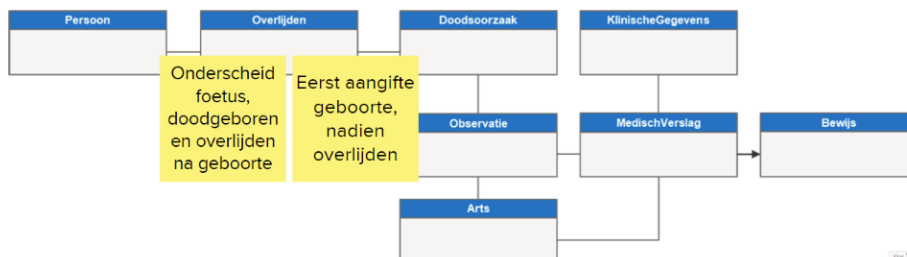 Persoon
Overlijden
Doodsoorzaak
KlinischeGegevens
Onderscheid
foetus,
doodgeboren
en overlijden
na geboorte
Eerst aangifte
geboorte,
nadien
overlijden
Observatie
MedischVerslag
Bewijs
Arts